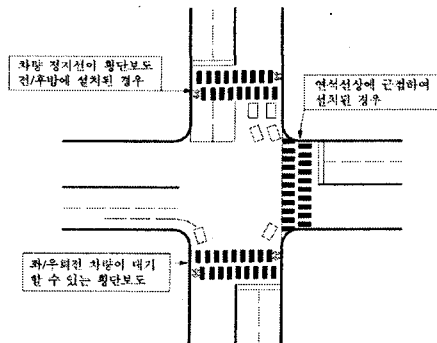 차량 정지선이 횡단보도
전/후방에 설치된 경우
연석선상에 근접하여
설치된 경우
좌/우회전 차량이 대기
할 수 있는 횡단보도